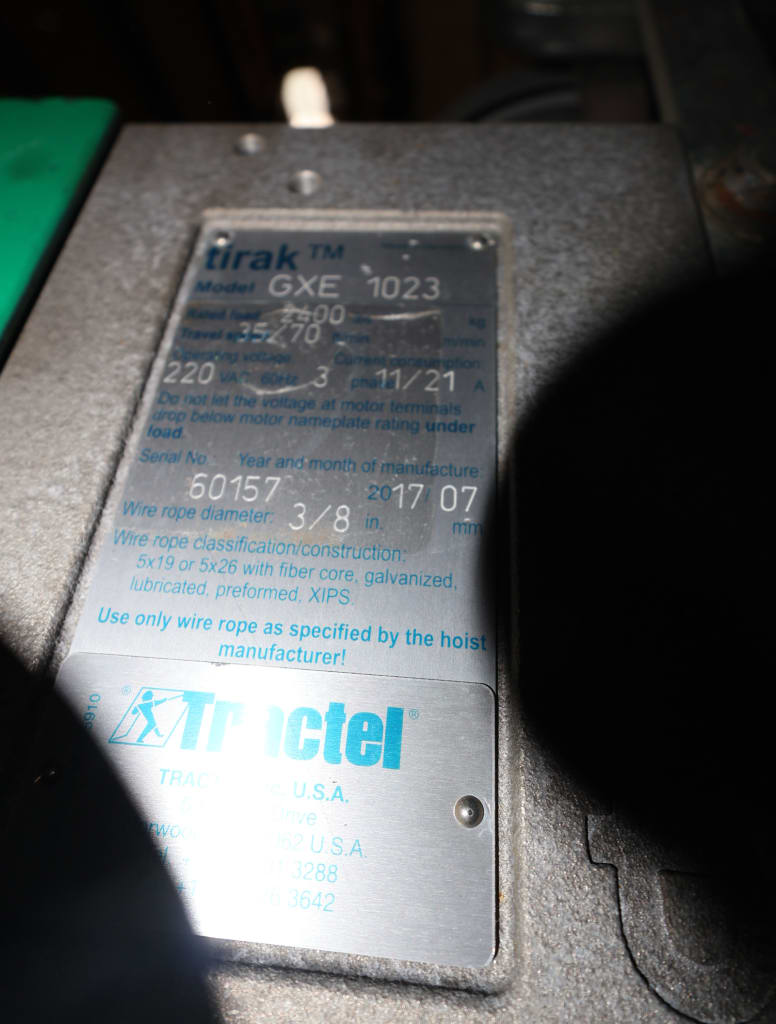 tirak™
Model GXE 1023
Rated load 2400 kg
Travel 35/70 m/min
Operating voltage Current consumption:
220 VAC 60Hz 3 phase 11/21 A
Do not let the voltage at motor terminals
drop below motor nameplate rating under
load.
Serial No.: Year and month of manufacture:
60157 2017/07
Wire rope diameter: 3/8 in. mm
Wire rope classification/construction:
5x19 or 5x26 with fiber core, galvanized,
lubricated, preformed, XIPS.
Use only wire rope as specified by the hoist
manufacturer!
® Tractel ®
U.S.A.
U.S.A.
3288
3642